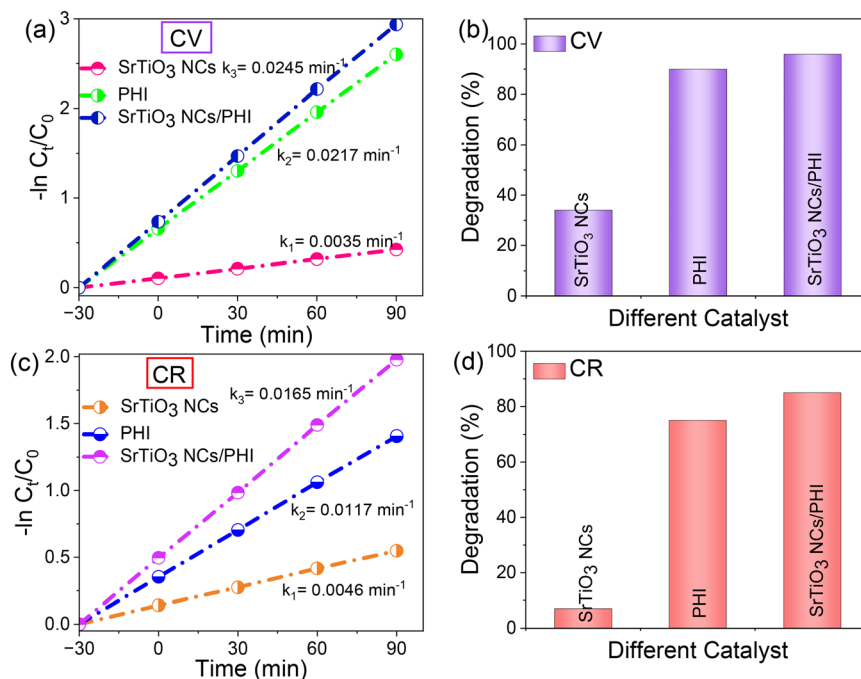 (a)
CV
SrTiO₃ NCs
PHI
SrTiO₃ NCs/PHI
k₃= 0.0245 min⁻¹
k₂= 0.0217 min⁻¹
k₁= 0.0035 min⁻¹
-ln Cₜ/C₀
3
2
1
0
−30
0
30
60
90
Time (min)
(b)
CV
Degradation (%)
100
80
60
40
20
0
SrTiO₃ NCs
PHI
SrTiO₃ NCs/PHI
Different Catalyst
(c)
CR
SrTiO₃ NCs
PHI
SrTiO₃ NCs/PHI
k₃= 0.0165 min⁻¹
k₂= 0.0117 min⁻¹
k₁= 0.0046 min⁻¹
-ln Cₜ/C₀
2.0
1.5
1.0
0.5
0.0
−30
0
30
60
90
Time (min)
(d)
CR
Degradation (%)
100
80
60
40
20
0
SrTiO₃ NCs
PHI
SrTiO₃ NCs/PHI
Different Catalyst